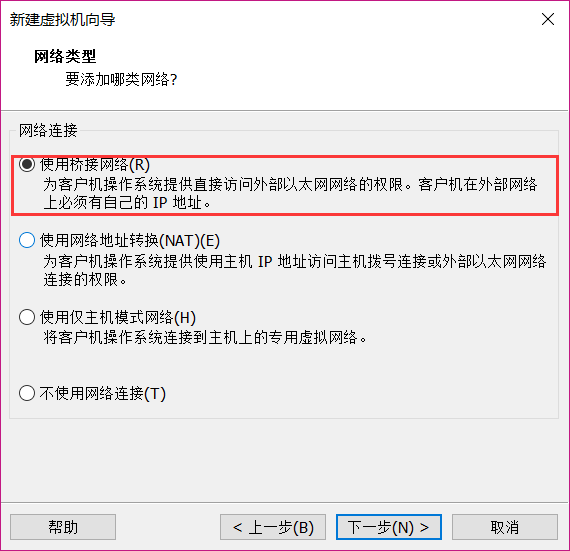 新建虚拟机向导
网络类型
要添加哪类网络?
网络连接
使用桥接网络(R)
为客户机操作系统提供直接访问外部以太网网络的权限。客户机在外部网络
上必须有自己的 IP 地址。
使用网络地址转换(NAT)(E)
为客户机操作系统提供使用主机 IP 地址访问主机拨号连接或外部以太网网络
连接的权限。
使用仅主机模式网络(H)
将客户机操作系统连接到主机上的专用虚拟网络。
不使用网络连接(T)
帮助
< 上一步(B)
下一步(N) >
取消